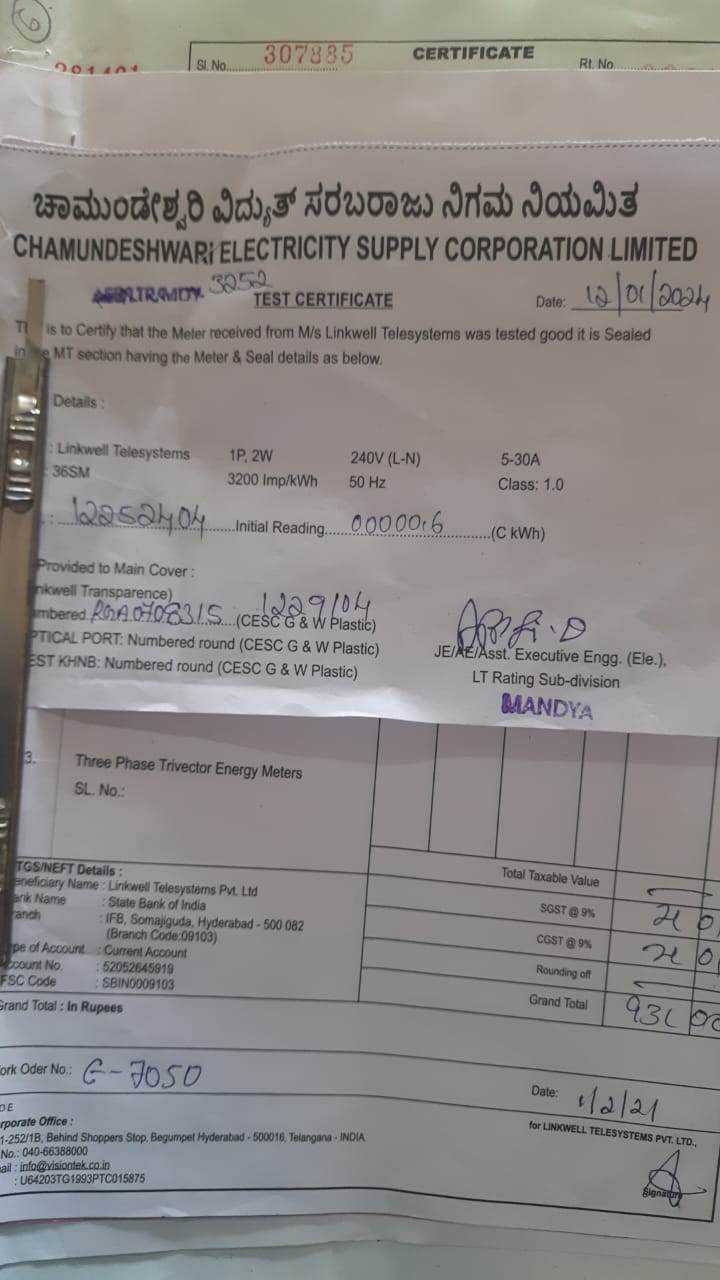 6
281401
Sl. No. 307885 CERTIFICATE Rt. No.
ಚಾಮುಂಡೇಶ್ವರಿ ವಿದ್ಯುತ್ ಸರಬರಾಜು ನಿಗಮ ನಿಯಮಿತ
CHAMUNDESHWARi ELECTRICITY SUPPLY CORPORATION LIMITED
3252
TEST CERTIFICATE Date: 12/01/2024
is to Certify that the Meter received from M/s Linkwell Telesystems was tested good it is Sealed
MT section having the Meter & Seal details as below.
Details :
: Linkwell Telesystems 1P, 2W 240V (L-N) 5-30A
: 36SM 3200 Imp/kWh 50 Hz Class: 1.0
: 12252404 Initial Reading 00000.6 (C kWh)
Provided to Main Cover :
nkwell Transparence)
mbered (CESC G & W Plastic)
PTICAL PORT: Numbered round (CESC G & W Plastic)
EST KHNB: Numbered round (CESC G & W Plastic)
JE/AE/Asst. Executive Engg. (Ele.),
LT Rating Sub-division
MANDYA
3. Three Phase Trivector Energy Meters
SL. No.:
TGS/NEFT Details :
eneficiary Name : Linkwell Telesystems Pvt. Ltd
ank Name : State Bank of India
ranch : IFB, Somajiguda, Hyderabad - 500 082
(Branch Code:09103)
ype of Account : Current Account
ccount No. : 52052645919
FSC Code : SBIN0009103
Total Taxable Value
SGST @ 9%
CGST @ 9%
Rounding off
Grand Total
Grand Total : In Rupees
ork Oder No.: G-7050
Date: 1/2/21
for LINKWELL TELESYSTEMS PVT. LTD.,
rporate Office :
1-252/1B, Behind Shoppers Stop, Begumpet Hyderabad - 500016, Telangana - INDIA
No.: 040-66388000
ail : info@visiontek.co.in
: U64203TG1993PTC015875
Signature